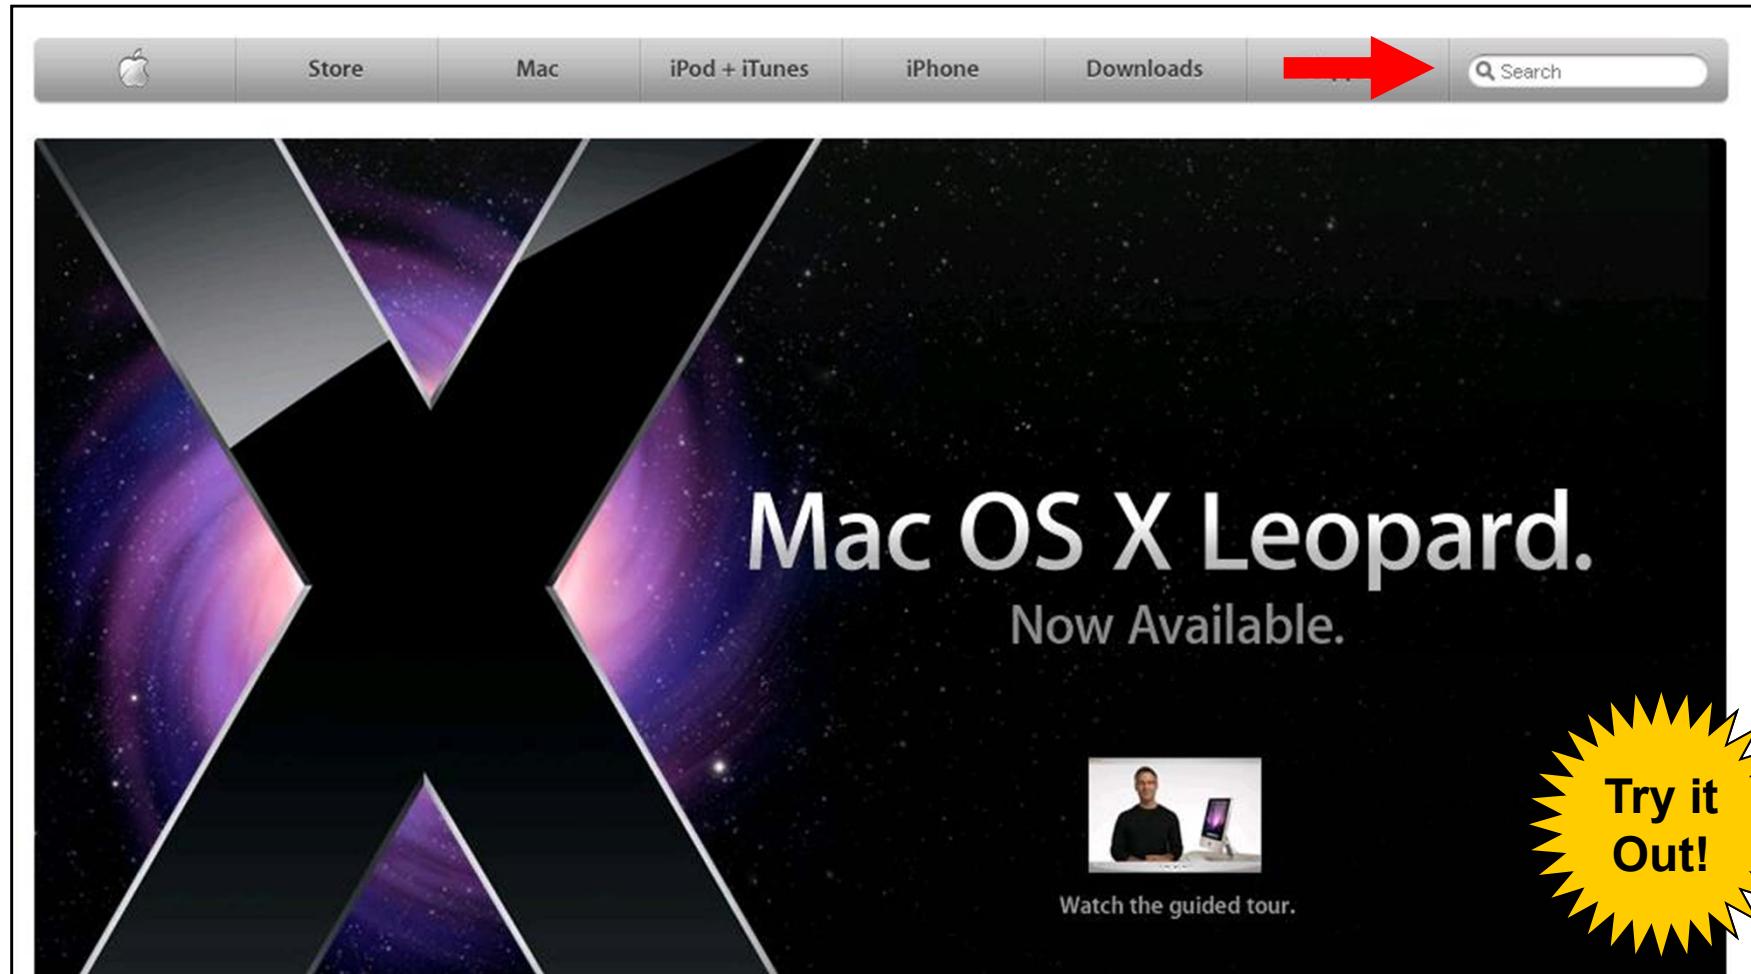 Store Mac iPod + iTunes iPhone Downloads Search
Mac OS X Leopard.
Now Available.
Try it
Out!
Watch the guided tour.